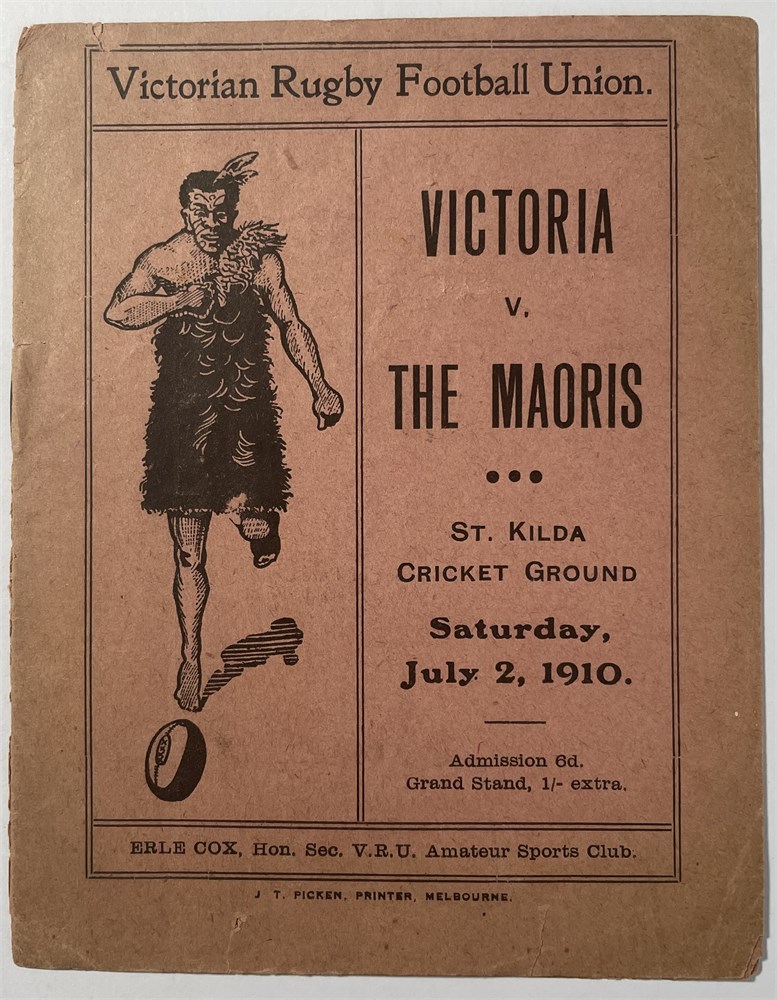 Victorian Rugby Football Union.
VICTORIA
V.
THE MAORIS
ST. KILDA
CRICKET GROUND
Saturday,
July 2, 1910.
Admission 6d.
Grand Stand, 1/- extra.
ERLE COX, Hon. Sec. V.R.U. Amateur Sports Club.
J T. PICKEN, PRINTER, MELBOURNE.